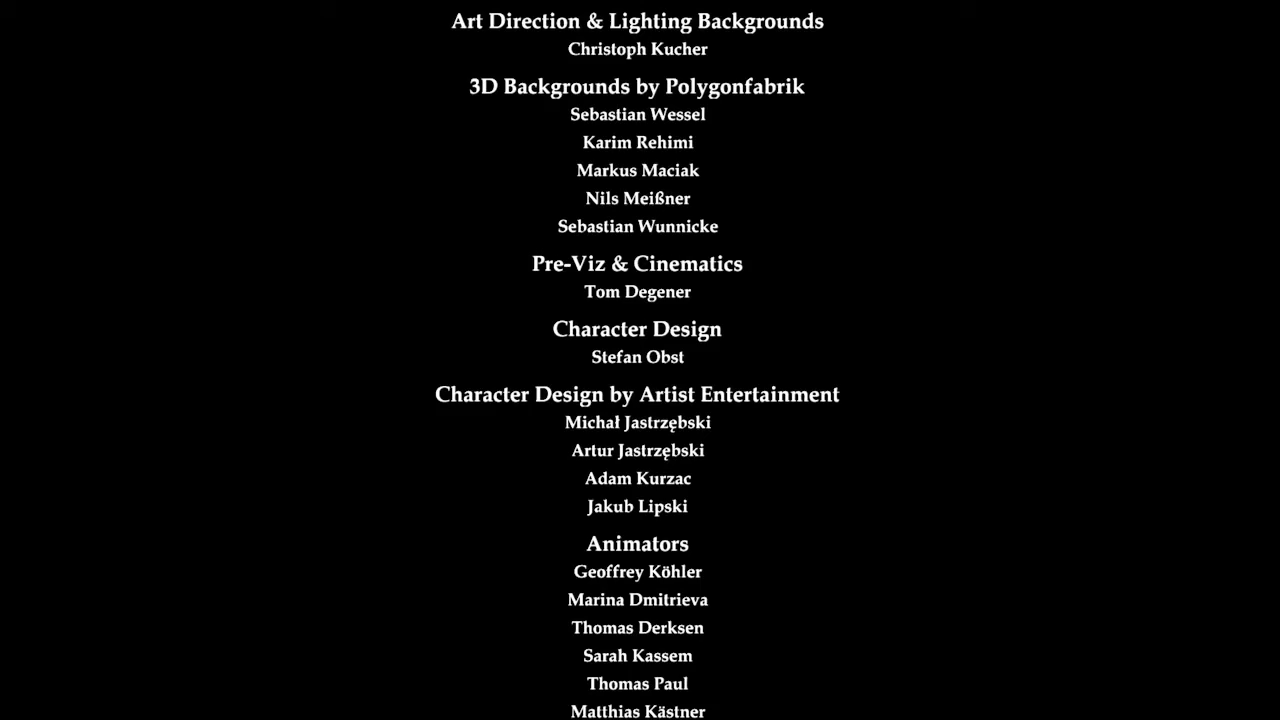 Art Direction & Lighting Backgrounds
Christoph Kucher
3D Backgrounds by Polygonfabrik
Sebastian Wessel
Karim Rehimi
Markus Maciak
Nils Meißner
Sebastian Wunnicke
Pre-Viz & Cinematics
Tom Degener
Character Design
Stefan Obst
Character Design by Artist Entertainment
Michał Jastrzębski
Artur Jastrzębski
Adam Kurzac
Jakub Lipski
Animators
Geoffrey Köhler
Marina Dmitrieva
Thomas Derksen
Sarah Kassem
Thomas Paul
Matthias Kästner